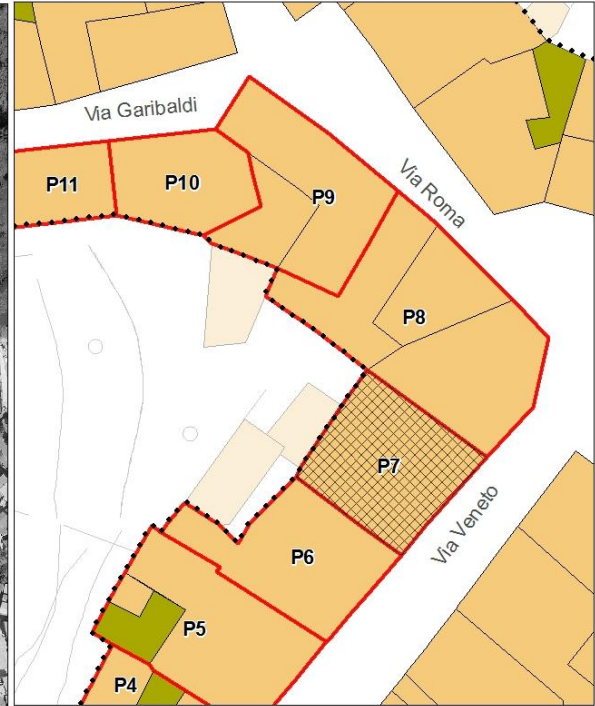 Via Garibaldi
P11
P10
P9
Via Roma
P8
P7
Via Veneto
P6
P5
P4